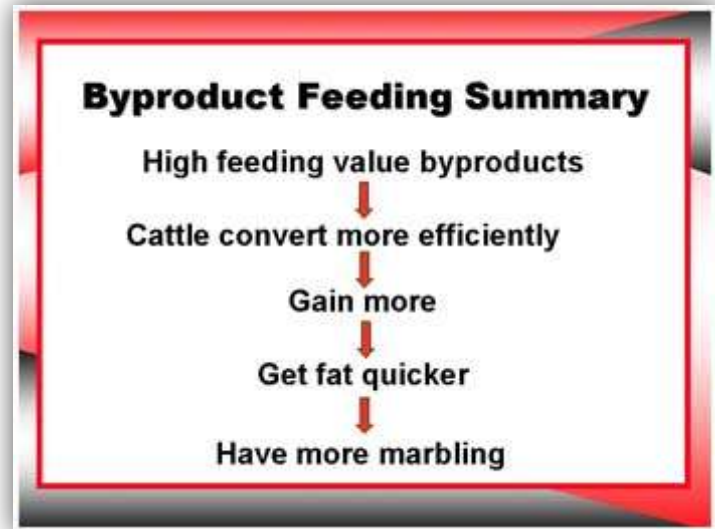 Byproduct Feeding Summary
High feeding value byproducts
Cattle convert more efficiently
Gain more
Get fat quicker
Have more marbling